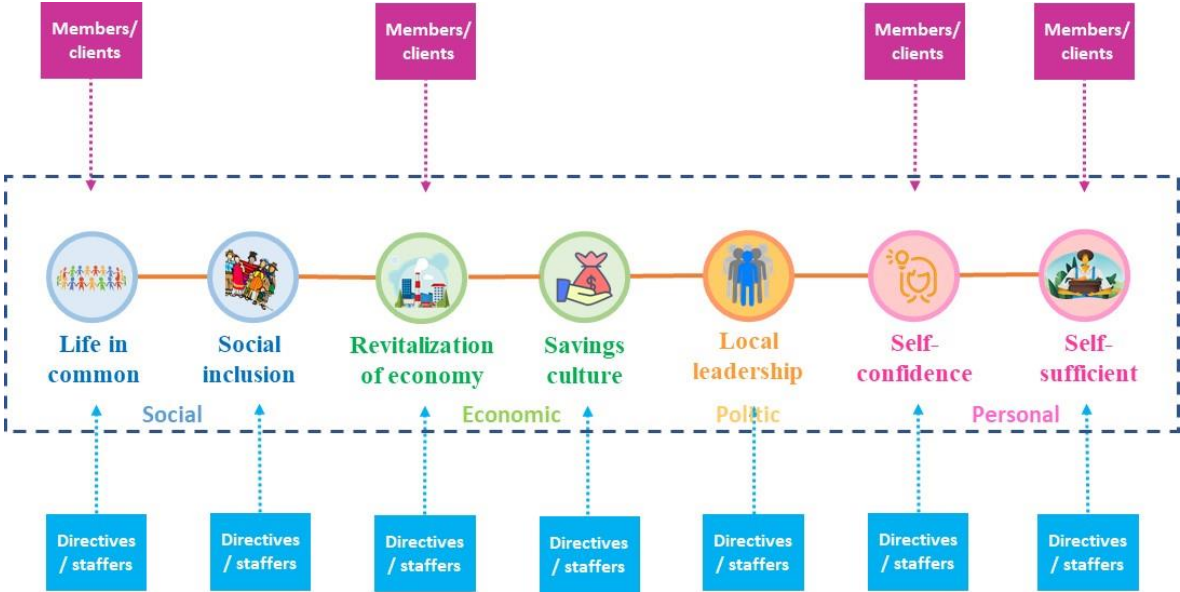 Members/
clients
Members/
clients
Members/
clients
Members/
clients
Life in
common
Social
inclusion
Revitalization
of economy
Savings
culture
Local
leadership
Self-
confidence
Self-
sufficient
Social
Economic
Politic
Personal
Directives
/ staffers
Directives
/ staffers
Directives
/ staffers
Directives
/ staffers
Directives
/ staffers
Directives
/ staffers
Directives
/ staffers